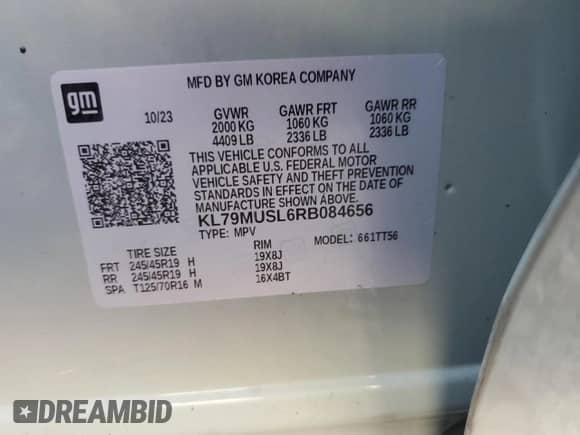 gm
MFD BY GM KOREA COMPANY
10/23
GVWR
2000 KG
4409 LB
GAWR FRT
1060 KG
2336 LB
GAWR RR
1060 KG
2336 LB
THIS VEHICLE CONFORMS TO ALL
APPLICABLE U.S. FEDERAL MOTOR
VEHICLE SAFETY AND THEFT PREVENTION
STANDARDS IN EFFECT ON THE DATE OF
MANUFACTURE SHOWN ABOVE.
KL79MUSL6RB084656
TYPE: MPV
MODEL: 661TT56
TIRE SIZE RIM
FRT 245/45R19 H 19X8J
RR 245/45R19 H 19X8J
SPA T125/70R16 M 16X4BT
DREAMBID